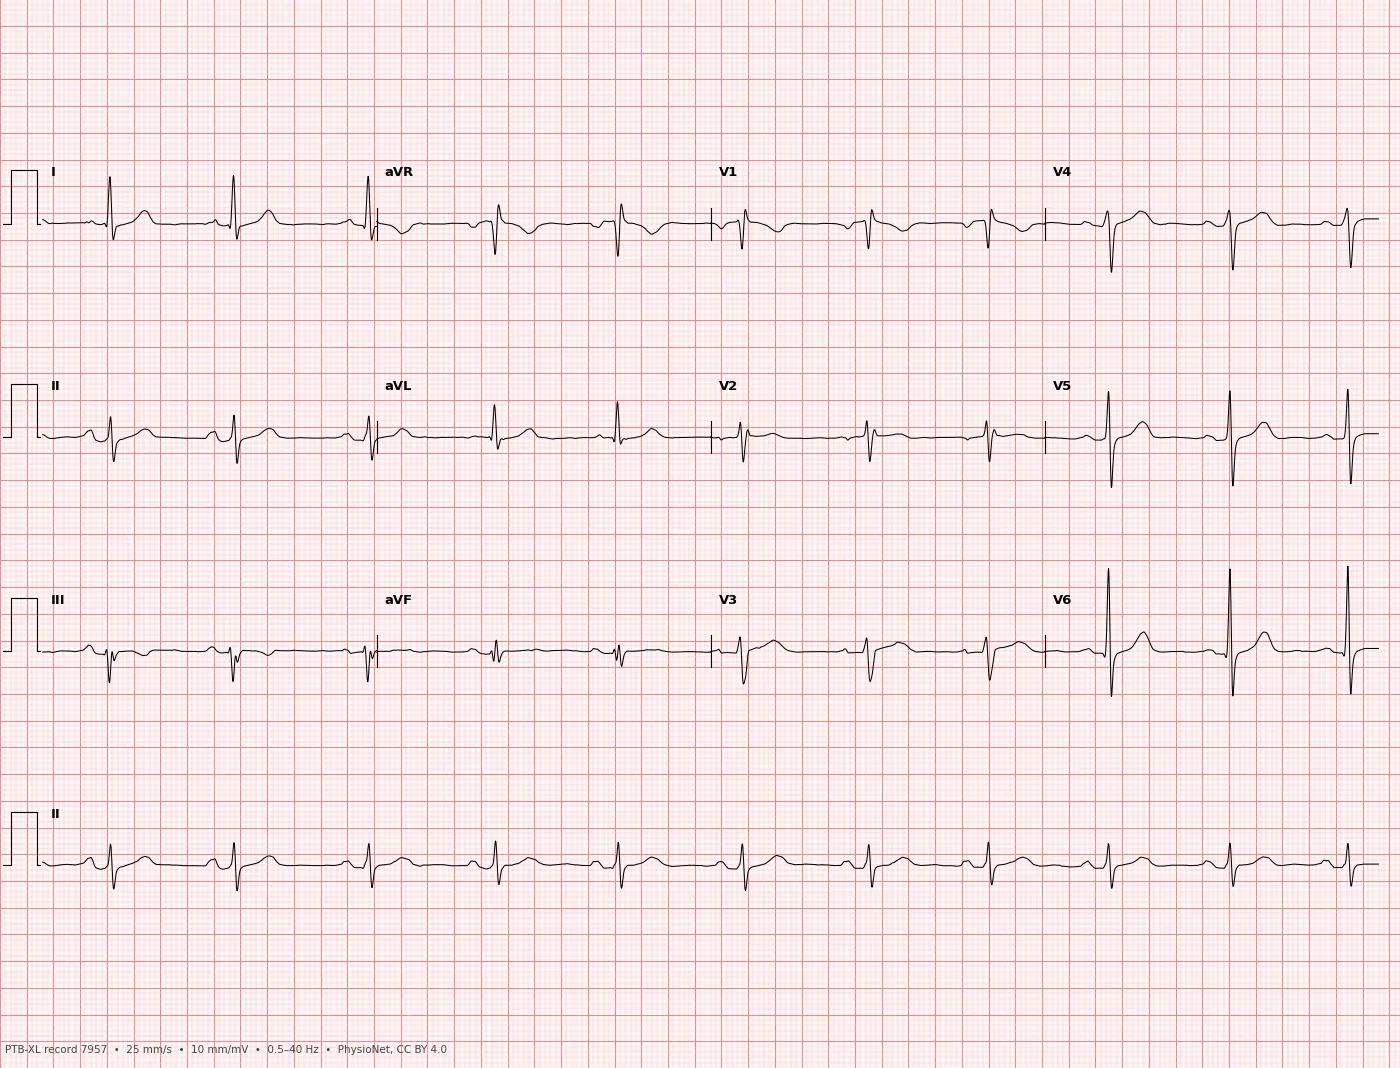 I aVR V1 V4
II aVL V2 V5
III aVF V3 V6
II
PTB-XL record 7957 • 25 mm/s • 10 mm/mV • 0.5–40 Hz • PhysioNet, CC BY 4.0